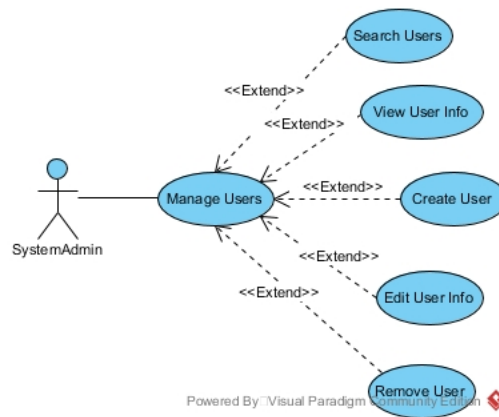 Search Users
<<Extend>>
View User Info
<<Extend>>
Manage Users
<<Extend>>
Create User
SystemAdmin
<<Extend>>
Edit User Info
<<Extend>>
Remove User
Powered By Visual Paradigm Community Edition